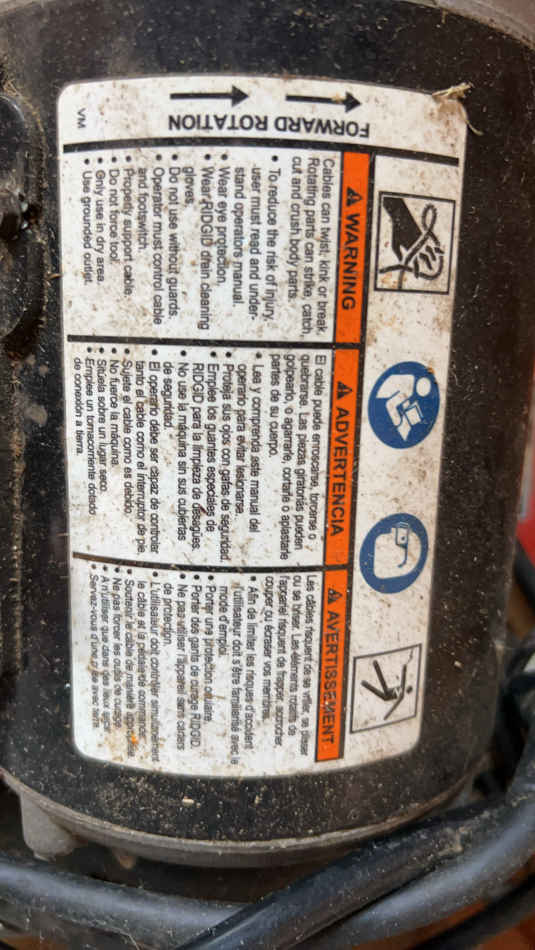 FORWARD ROTATION
VM
⚠ WARNING
Cables can twist, kink or break.
Rotating parts can strike, catch,
cut and crush body parts.
• To reduce the risk of injury,
user must read and under-
stand operators manual.
• Wear eye protection.
• Wear RIDGID drain cleaning
gloves.
• Do not use without guards.
• Operator must control cable
and footswitch.
• Properly support cable.
• Do not force tool.
• Only use in dry area.
• Use grounded outlet.
⚠ ADVERTENCIA
El cable puede enroscarse, torcerse o
quebrarse. Las piezas giratorias pueden
golpearlo, o agarrarle, cortarle o aplastarle
partes de su cuerpo.
• Lea y comprenda este manual del
operario para evitar lesionarse.
• Proteja sus ojos con gafas de seguridad.
• Emplee los guantes especiales de
RIDGID para la limpieza de desagües.
• No use la máquina sin sus cubiertas
de seguridad.
• El operario debe ser capaz de controlar
tanto el cable como el interruptor de pie.
• Sujete el cable como es debido.
• No fuerce la máquina.
• Sitúela sobre un lugar seco.
• Emplee un tomacorriente dotado
de conexión a tierra.
⚠ AVERTISSEMENT
Les câbles risquent de se vriller, se plisser
ou se briser. Les éléments mobiles de
l'appareil risquent de frapper, accrocher,
couper ou écraser vos membres.
• Afin de limiter les risques d'accident
l'utilisateur doit s'être familiarisé avec le
mode d'emploi.
• Porter une protection oculaire.
• Porter des gants de curage RIDGID.
• Ne pas utiliser l'appareil sans carters
de protection.
• L'utilisateur doit contrôler simultanément
le câble et la pédale de commande.
• Soutenir le câble de manière appropriée.
• Ne pas forcer les outils de curage.
• A n'utiliser que dans des lieux secs.
• Servez-vous d'une prise avec terre.